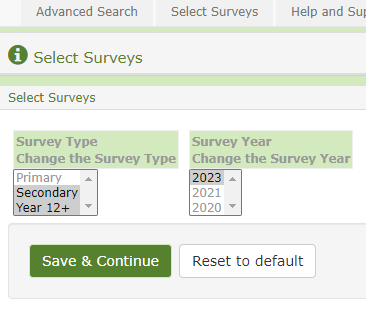 Advanced Search Select Surveys Help and Sup
Select Surveys
Select Surveys
Survey Type
Change the Survey Type
Primary
Secondary
Year 12+
Survey Year
Change the Survey Year
2023
2021
2020
Save & Continue Reset to default